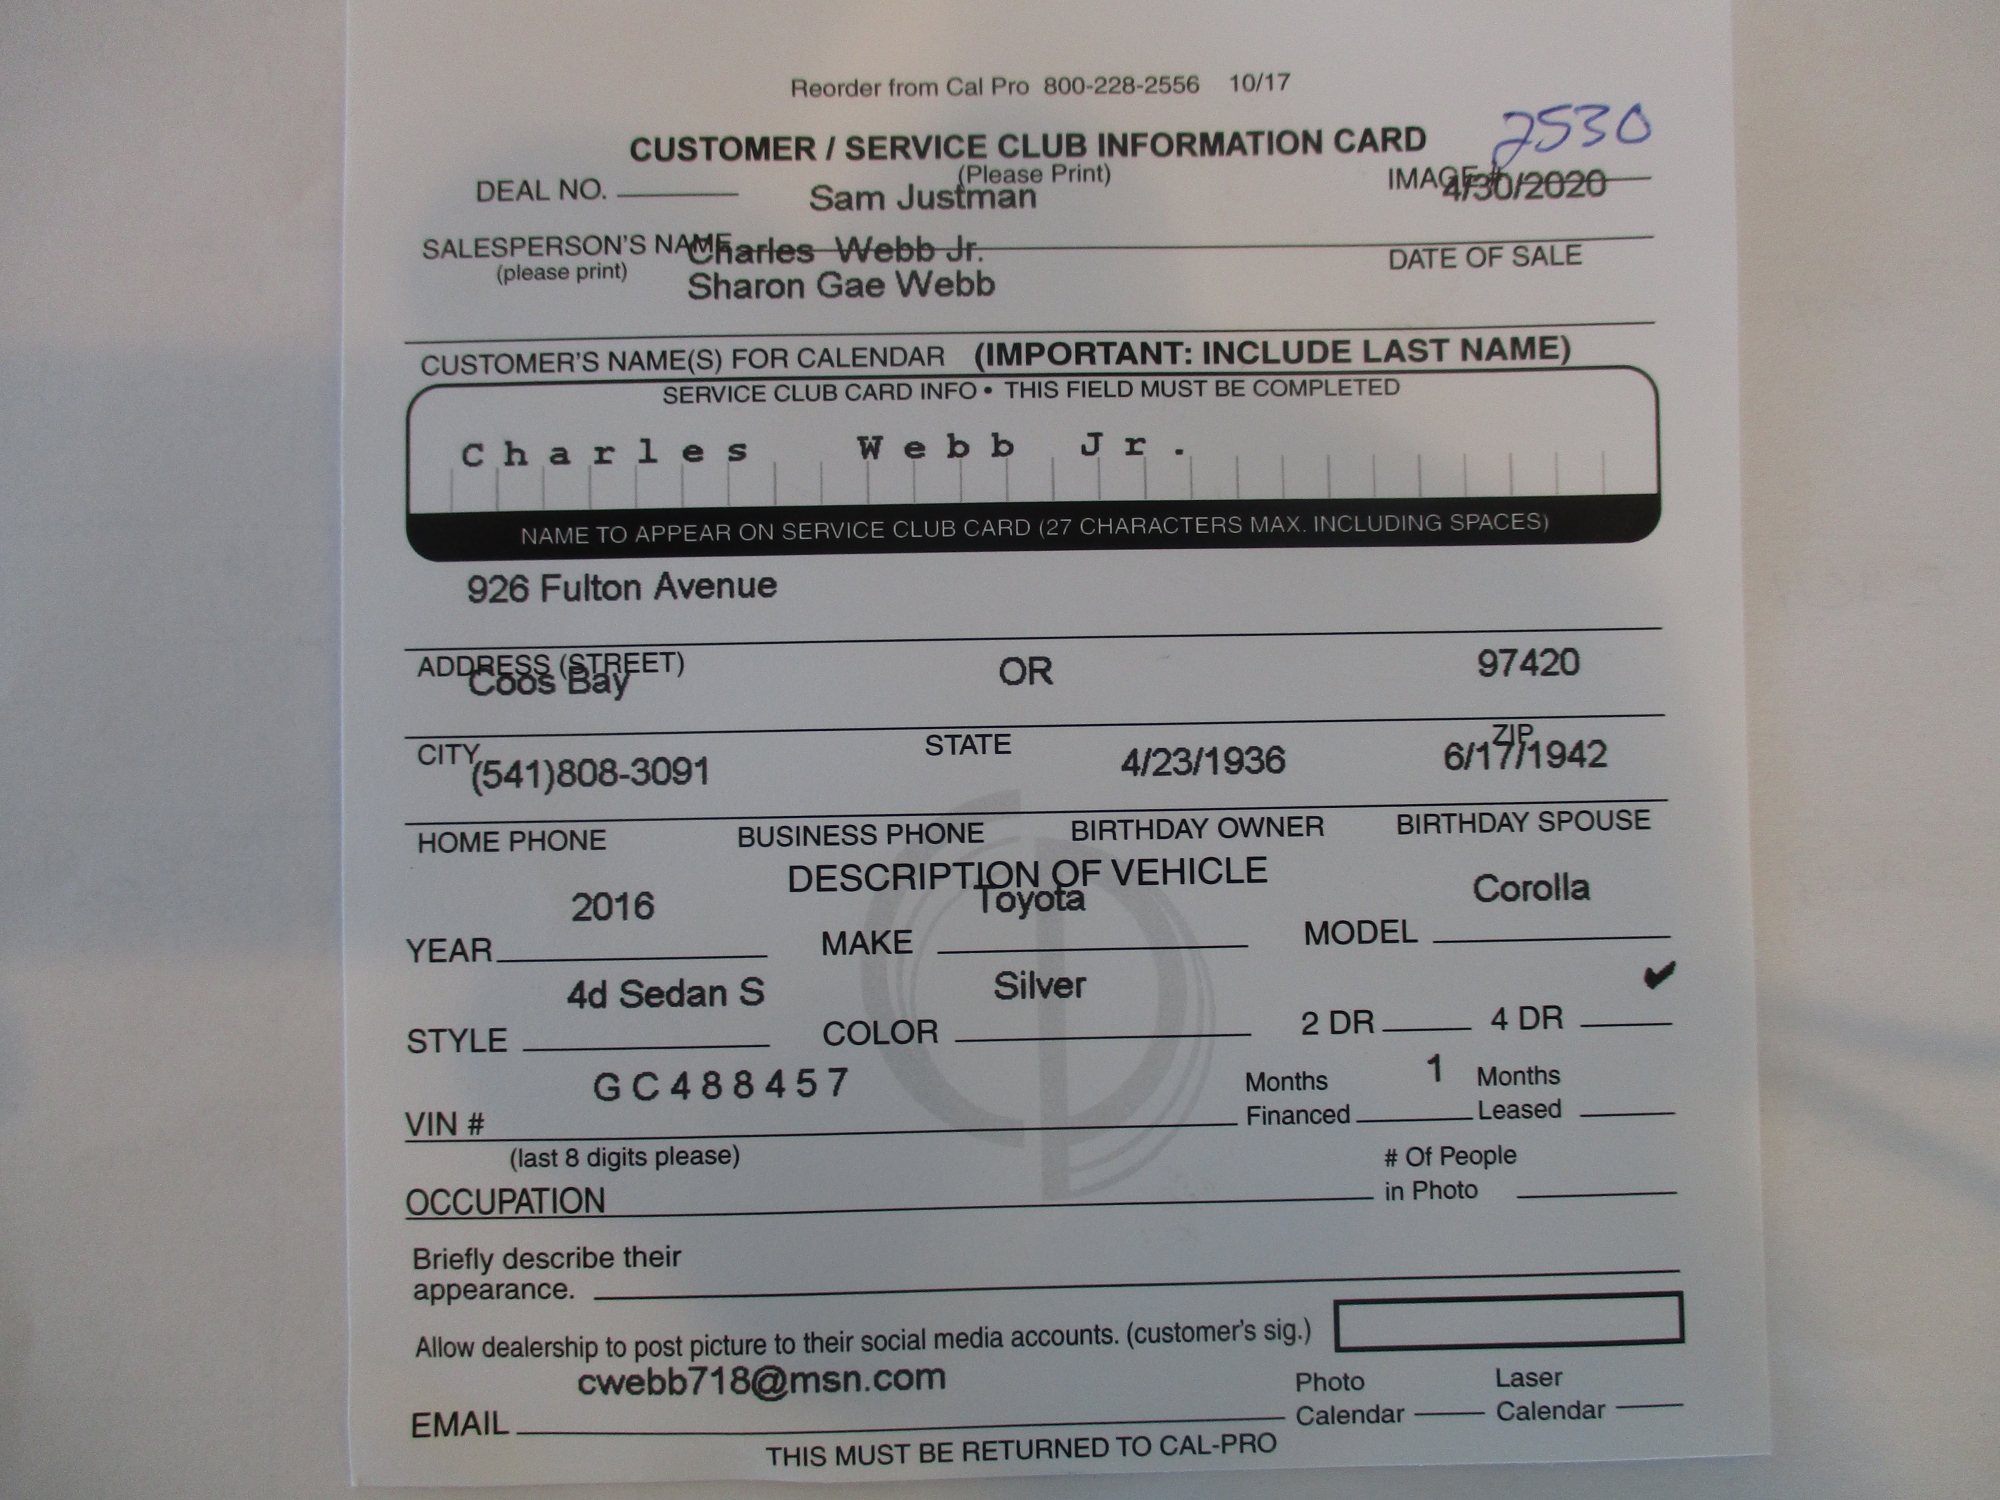 Reorder from Cal Pro 800-228-2556 10/17
2530
CUSTOMER / SERVICE CLUB INFORMATION CARD
(Please Print)
DEAL NO. Sam Justman IMAGE # 4/30/2020
SALESPERSON'S NAME Charles Webb Jr. DATE OF SALE
(please print) Sharon Gae Webb
CUSTOMER'S NAME(S) FOR CALENDAR (IMPORTANT: INCLUDE LAST NAME)
SERVICE CLUB CARD INFO • THIS FIELD MUST BE COMPLETED
Charles Webb Jr.
NAME TO APPEAR ON SERVICE CLUB CARD (27 CHARACTERS MAX. INCLUDING SPACES)
926 Fulton Avenue
ADDRESS (STREET)
Coos Bay OR 97420
CITY STATE ZIP
(541)808-3091 4/23/1936 6/17/1942
HOME PHONE BUSINESS PHONE BIRTHDAY OWNER BIRTHDAY SPOUSE
DESCRIPTION OF VEHICLE
2016 Toyota Corolla
YEAR MAKE MODEL
4d Sedan S Silver ✔
STYLE COLOR 2 DR 4 DR
GC488457 Months 1 Months
VIN # Financed Leased
(last 8 digits please) # Of People
OCCUPATION in Photo
Briefly describe their
appearance.
Allow dealership to post picture to their social media accounts. (customer's sig.)
cwebb718@msn.com Photo Laser
EMAIL Calendar Calendar
THIS MUST BE RETURNED TO CAL-PRO